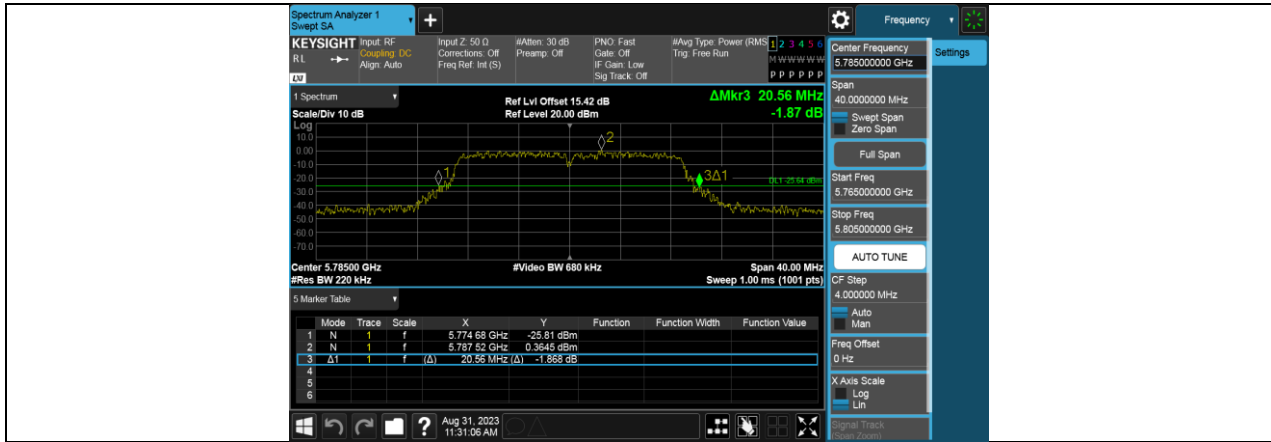 Spectrum Analyzer 1
Swept SA
+
Frequency
KEYSIGHT
RL
LXI
Input: RF
Coupling: DC
Align: Auto
Input Z: 50 Ω
Corrections: Off
Freq Ref: Int (S)
#Atten: 30 dB
Preamp: Off
PNO: Fast
Gate: Off
IF Gain: Low
Sig Track: Off
#Avg Type: Power (RMS
Trig: Free Run
1 2 3 4 5 6
M W W W W W
P P P P P P
1 Spectrum
Scale/Div 10 dB
Ref Lvl Offset 15.42 dB
Ref Level 20.00 dBm
ΔMkr3 20.56 MHz
-1.87 dB
Log
10.0
0.00
-10.0
-20.0
-30.0
-40.0
-50.0
-60.0
-70.0
1
2
3Δ1
DL1 -25.64 dBm
Center 5.78500 GHz
#Res BW 220 kHz
#Video BW 680 kHz
Span 40.00 MHz
Sweep 1.00 ms (1001 pts)
5 Marker Table
Mode Trace Scale X Y Function Function Width Function Value
1 N 1 f 5.774 68 GHz -25.81 dBm
2 N 1 f 5.787 52 GHz 0.3645 dBm
3 Δ1 1 f (Δ) 20.56 MHz (Δ) -1.868 dB
4
5
6
?
Aug 31, 2023
11:31:06 AM
Center Frequency
5.785000000 GHz
Settings
Span
40.0000000 MHz
Swept Span
Zero Span
Full Span
Start Freq
5.765000000 GHz
Stop Freq
5.805000000 GHz
AUTO TUNE
CF Step
4.000000 MHz
Auto
Man
Freq Offset
0 Hz
X Axis Scale
Log
Lin
Signal Track
(Span Zoom)